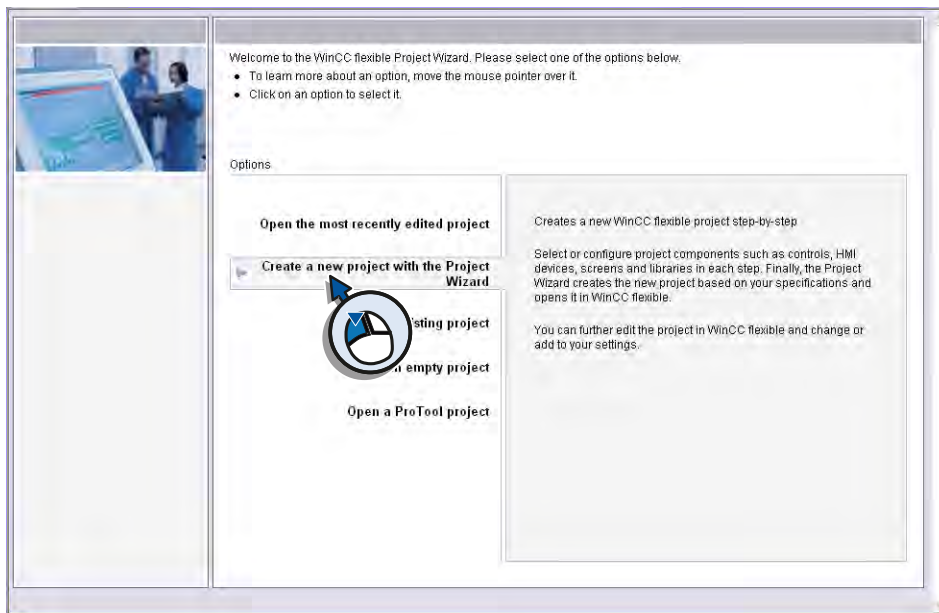 Welcome to the WinCC flexible Project Wizard. Please select one of the options below.
• To learn more about an option, move the mouse pointer over it.
• Click on an option to select it.
Options
Open the most recently edited project
Create a new project with the Project
Wizard
project
empty project
Open a ProTool project
Creates a new WinCC flexible project step-by-step
Select or configure project components such as controls, HMI
devices, screens and libraries in each step. Finally, the Project
Wizard creates the new project based on your specifications and
opens it in WinCC flexible.
You can further edit the project in WinCC flexible and change or
add to your settings.